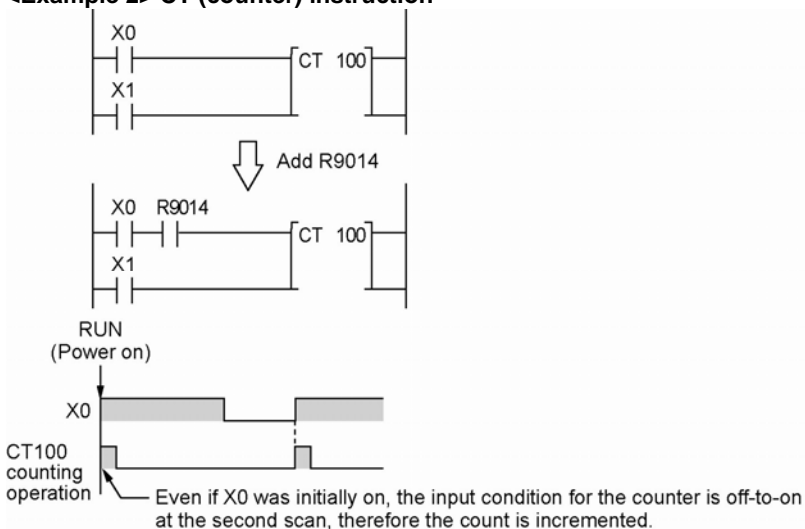 <Example 2> CT (counter) instruction
X0
CT 100
X1
Add R9014
X0 R9014
CT 100
X1
RUN
(Power on)
X0
CT100
counting
operation
Even if X0 was initially on, the input condition for the counter is off-to-on
at the second scan, therefore the count is incremented.